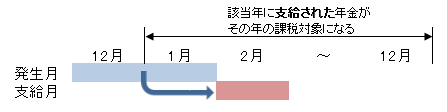 該当年に支給された年金が
その年の課税対象になる
12月 1月 2月 ～ 12月
発生月
支給月